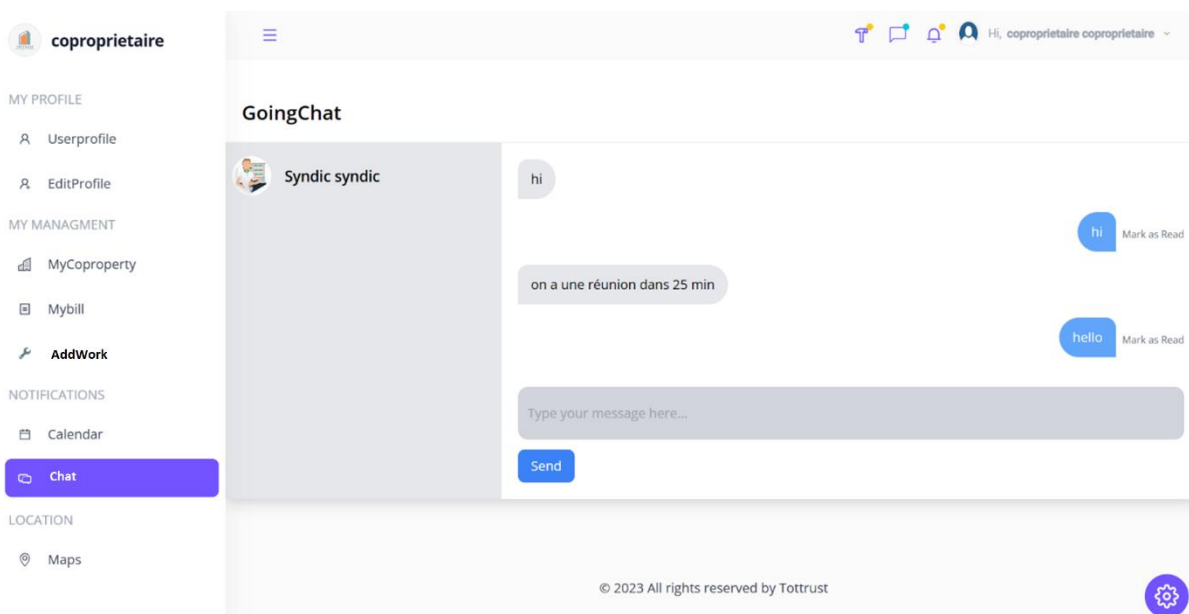 coproprietaire
Hi, coproprietaire coproprietaire
MY PROFILE
Userprofile
EditProfile
MY MANAGMENT
MyCoproperty
Mybill
AddWork
NOTIFICATIONS
Calendar
Chat
LOCATION
Maps
GoingChat
Syndic syndic
hi
hi Mark as Read
on a une réunion dans 25 min
hello Mark as Read
Type your message here...
Send
© 2023 All rights reserved by Tottrust